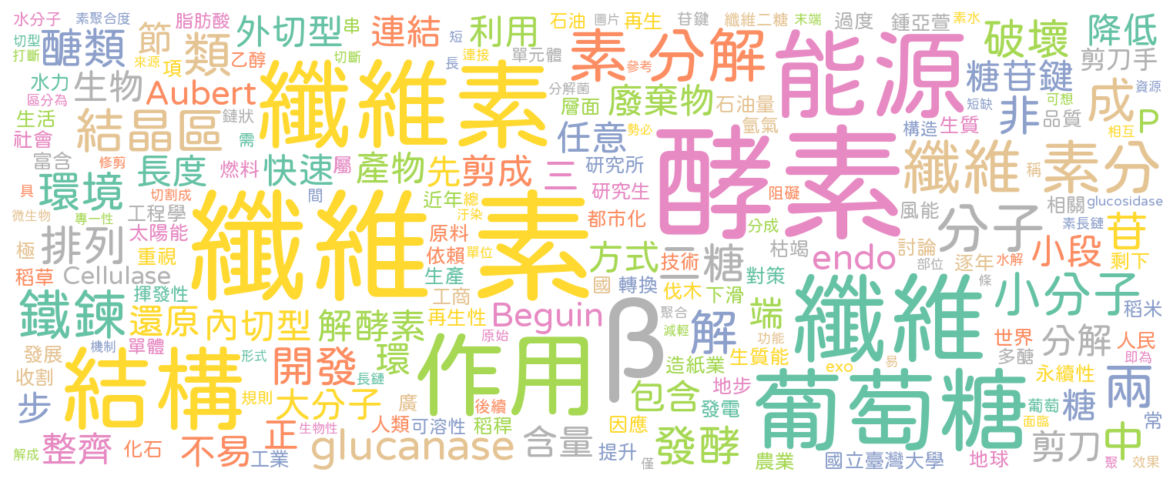 水分子 素聚合度 脂肪酸 外切型 串 連結 利用 石油 圖片 再生 苷鍵 纖維二糖 末端 過度 鍾亞萱 素水 降低
切型 打斷 醣類 節 類 乙醇 切斷 短 長 連接 單元體 素 分解 參考 能源 破壞 剪刀手
來源 項 水力 生物 Aubert 纖維素 分解菌 層面 廢棄物 石油量 氫氣 糖苷鍵 短缺 可想 資源
區分為 生活 社會 結晶區 鏈狀 需 任意 勢必 酵素 構造 生質 非 品質 成 相互 P
富含 修剪 長度 燃料 屬 快速 產物 先 剪成 三 研究所 阻礙 纖維 素分 稱
具 環境 切割成 間 近年 總 汙染 研究生 都市化 分成 風能 相關 glucosidase
微生物 專一性 工程學 太陽能 纖維素 原料 單位 枯竭 分子 素長鏈
極 排列 重視 依賴 方式 技術 二糖 endo 討論 逐年 水解 部位 小段 苷 剩下
稻草 Cellulase 生產 國 轉換 伐木 下滑 對策 條
鐵鍊 揮發性 還原 內切型 工商 再生性 Beguin β 聚合 減輕 解 端 功能 纖維 小分子 稻米
發展 機制 單體 形式 解酵素 原始 環 造紙業 生質能 exo 易 世界 多醣 分解 人民 即為
收割 結構 開發 長鏈 作用 包含 地步 葡萄糖 永續性 兩
步 規則 大分子 廣 後續 稻稈 因應 發電 葡萄 糖 面臨 常
整齊 化石 不易 正 生物性 人類 可溶性 glucanase 含量 提升 發酵 農業 國立臺灣大學 地球 剪刀 中
解成 工業 僅 聚 效果